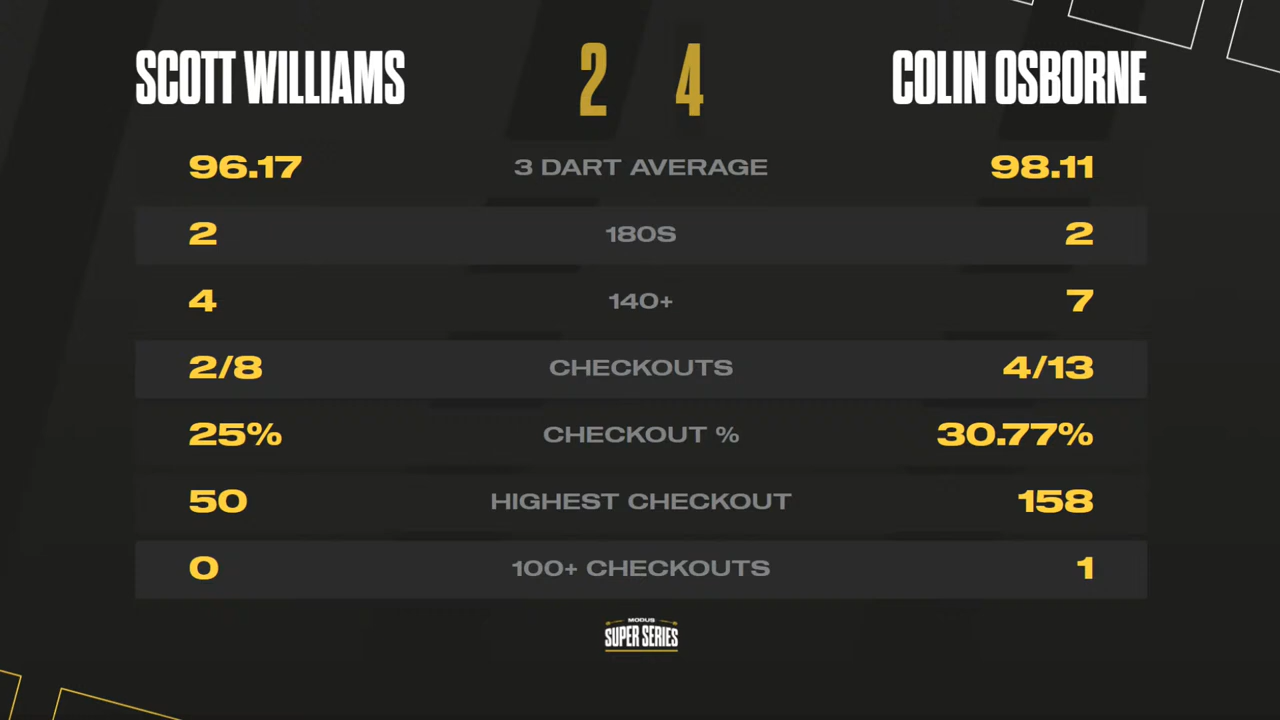 SCOTT WILLIAMS 2 4 COLIN OSBORNE
96.17 3 DART AVERAGE 98.11
2 180S 2
4 140+ 7
2/8 CHECKOUTS 4/13
25% CHECKOUT % 30.77%
50 HIGHEST CHECKOUT 158
0 100+ CHECKOUTS 1
MODUS
SUPER SERIES